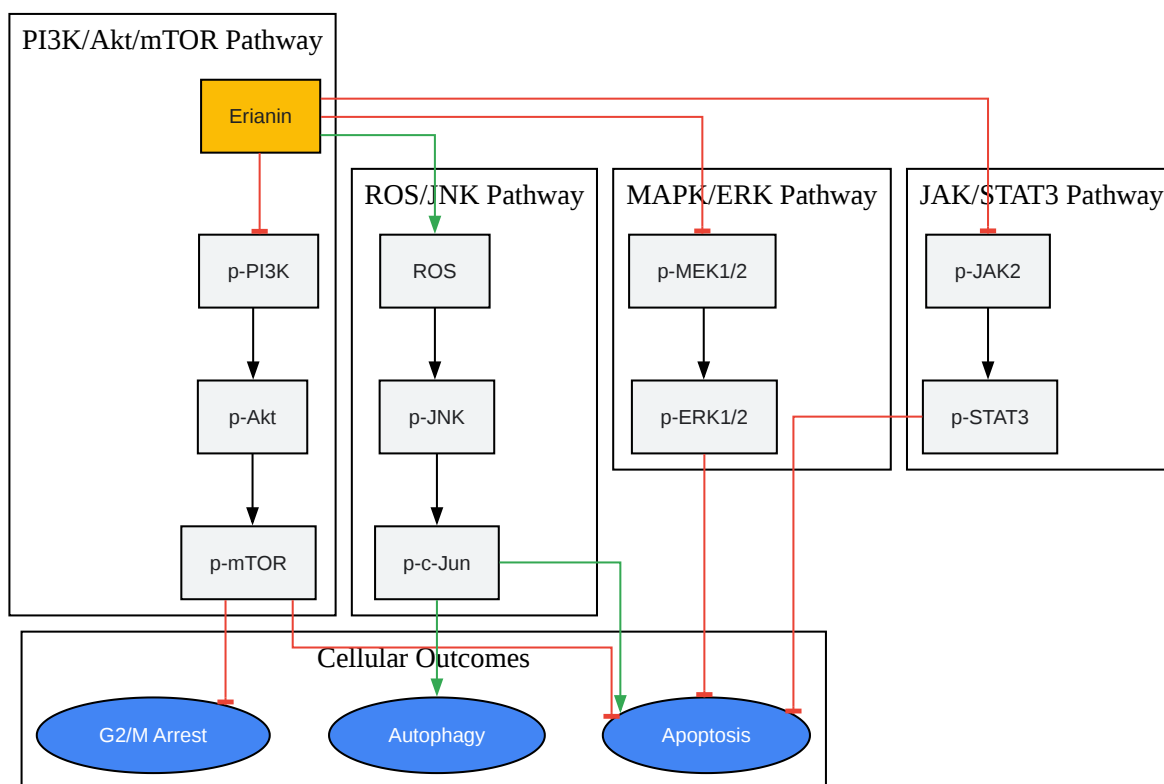 PI3K/Akt/mTOR Pathway
Erianin
ROS/JNK Pathway
MAPK/ERK Pathway
JAK/STAT3 Pathway
p-PI3K
ROS
p-MEK1/2
p-JAK2
p-Akt
p-JNK
p-ERK1/2
p-STAT3
p-mTOR
p-c-Jun
Cellular Outcomes
G2/M Arrest
Autophagy
Apoptosis